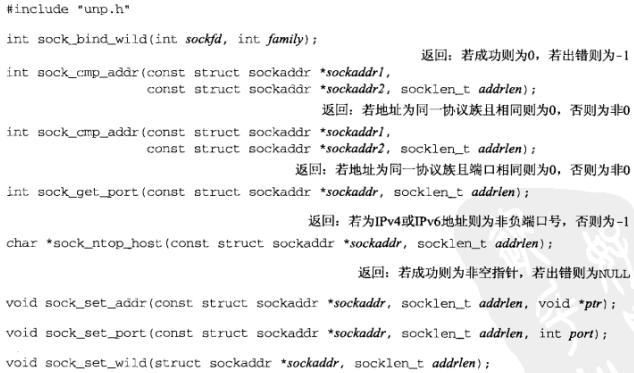 #include "unp.h"
int sock_bind_wild(int sockfd, int family);
返回：若成功则为0，若出错则为-1
int sock_cmp_addr(const struct sockaddr *sockaddr1,
const struct sockaddr *sockaddr2, socklen_t addrlen);
返回：若地址为同一协议族且相同则为0，否则为非0
int sock_cmp_addr(const struct sockaddr *sockaddr1,
const struct sockaddr *sockaddr2, socklen_t addrlen);
返回：若地址为同一协议族且端口相同则为0，否则为非0
int sock_get_port(const struct sockaddr *sockaddr, socklen_t addrlen);
返回：若为IPv4或IPv6地址则为非负端口号，否则为-1
char *sock_ntop_host(const struct sockaddr *sockaddr, socklen_t addrlen);
返回：若成功则为非空指针，若出错则为NULL
void sock_set_addr(const struct sockaddr *sockaddr, socklen_t addrlen, void *ptr);
void sock_set_port(const struct sockaddr *sockaddr, socklen_t addrlen, int port);
void sock_set_wild(struct sockaddr *sockaddr, socklen_t addrlen);